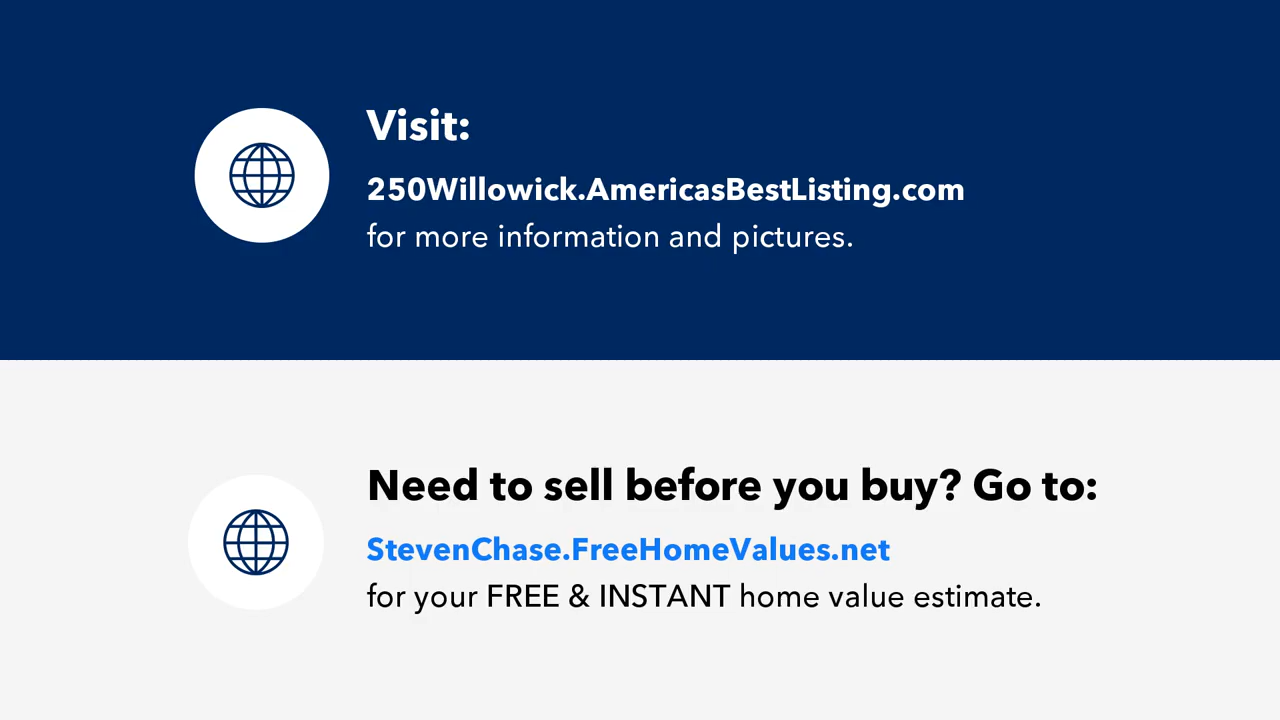 Visit:
250Willowick.AmericasBestListing.com
for more information and pictures.
Need to sell before you buy? Go to:
StevenChase.FreeHomeValues.net
for your FREE & INSTANT home value estimate.